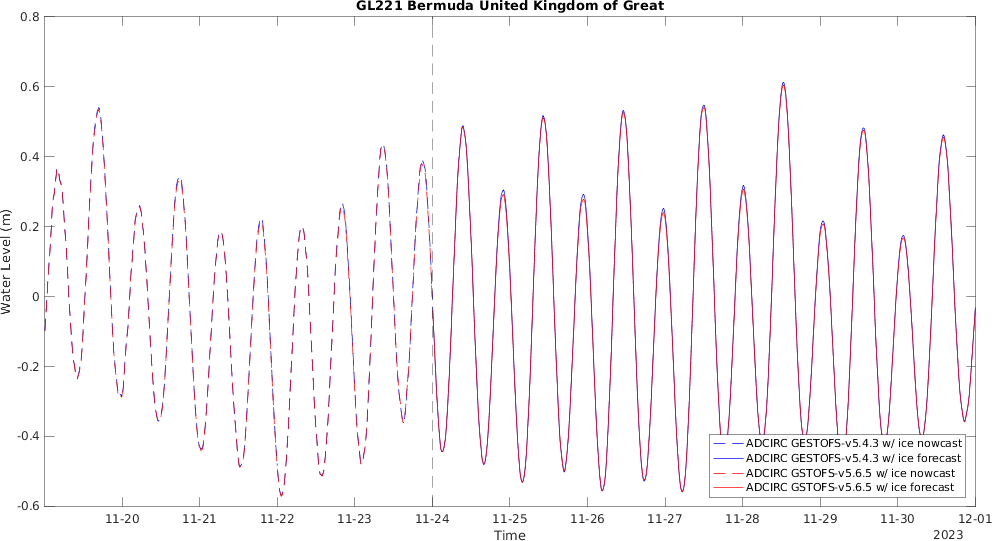 GL221 Bermuda United Kingdom of Great
0.8
0.6
0.4
0.2
0
-0.2
-0.4
-0.6
Water Level (m)
11-20 11-21 11-22 11-23 11-24 11-25 11-26 11-27 11-28 11-29 11-30 12-01
Time
2023
ADCIRC GESTOFS-v5.4.3 w/ ice nowcast
ADCIRC GESTOFS-v5.4.3 w/ ice forecast
ADCIRC GSTOFS-v5.6.5 w/ ice nowcast
ADCIRC GSTOFS-v5.6.5 w/ ice forecast